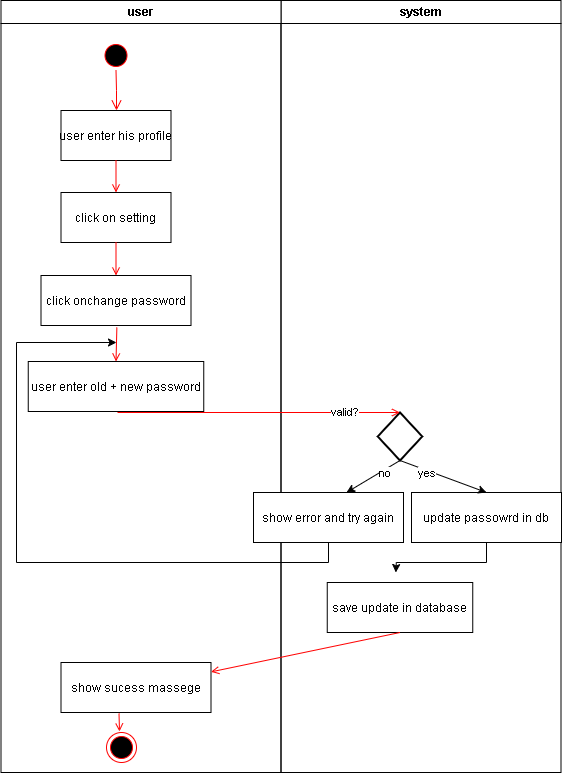 user
system
user enter his profile
click on setting
click onchange password
user enter old + new password
valid?
no
yes
show error and try again
update passowrd in db
save update in database
show sucess massege